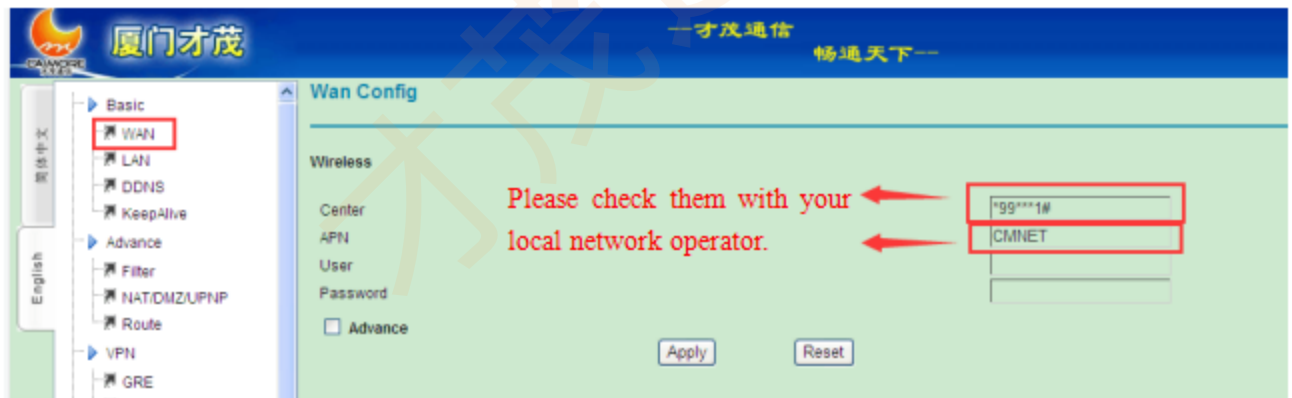 厦门才茂
--才茂通信
畅通天下--
CAIMORE
简体中文
English
Basic
WAN
LAN
DDNS
KeepAlive
Advance
Filter
NAT/DMZ/UPNP
Route
VPN
GRE
Wan Config
Wireless
Center
*99***1#
APN
CMNET
User
Password
Advance
Apply Reset
Please check them with your
local network operator.